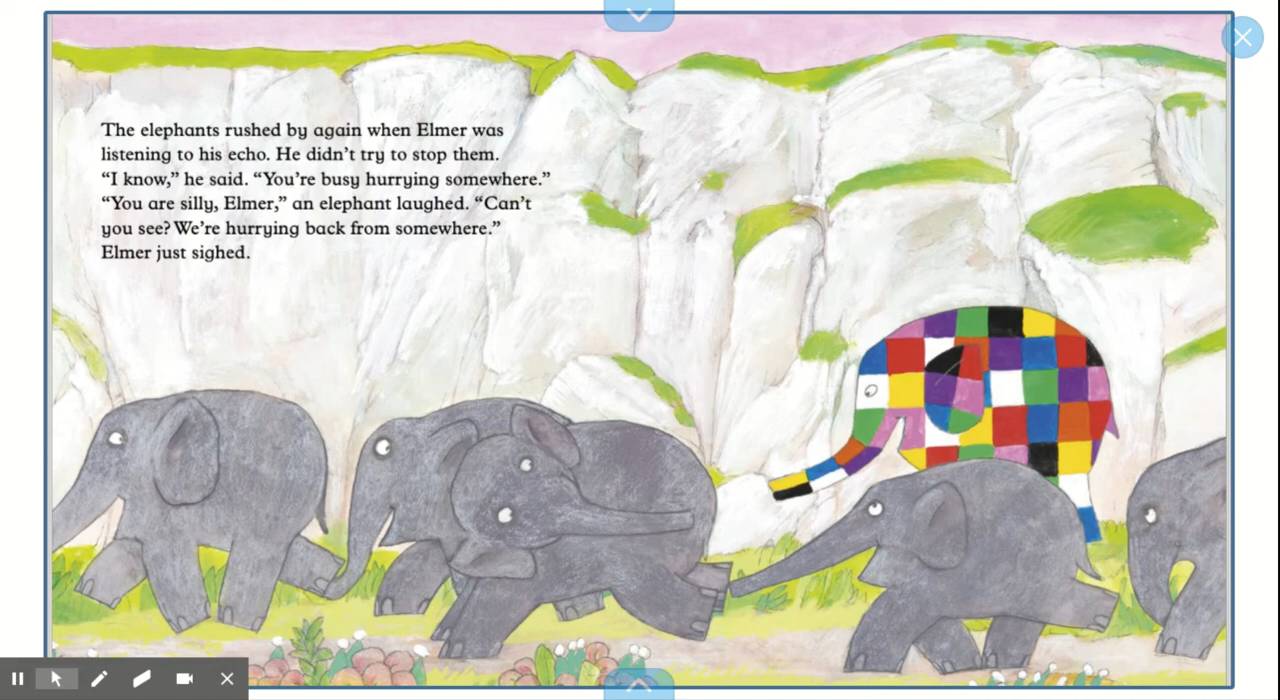 The elephants rushed by again when Elmer was
listening to his echo. He didn’t try to stop them.
“I know,” he said. “You’re busy hurrying somewhere.”
“You are silly, Elmer,” an elephant laughed. “Can’t
you see? We’re hurrying back from somewhere.”
Elmer just sighed.